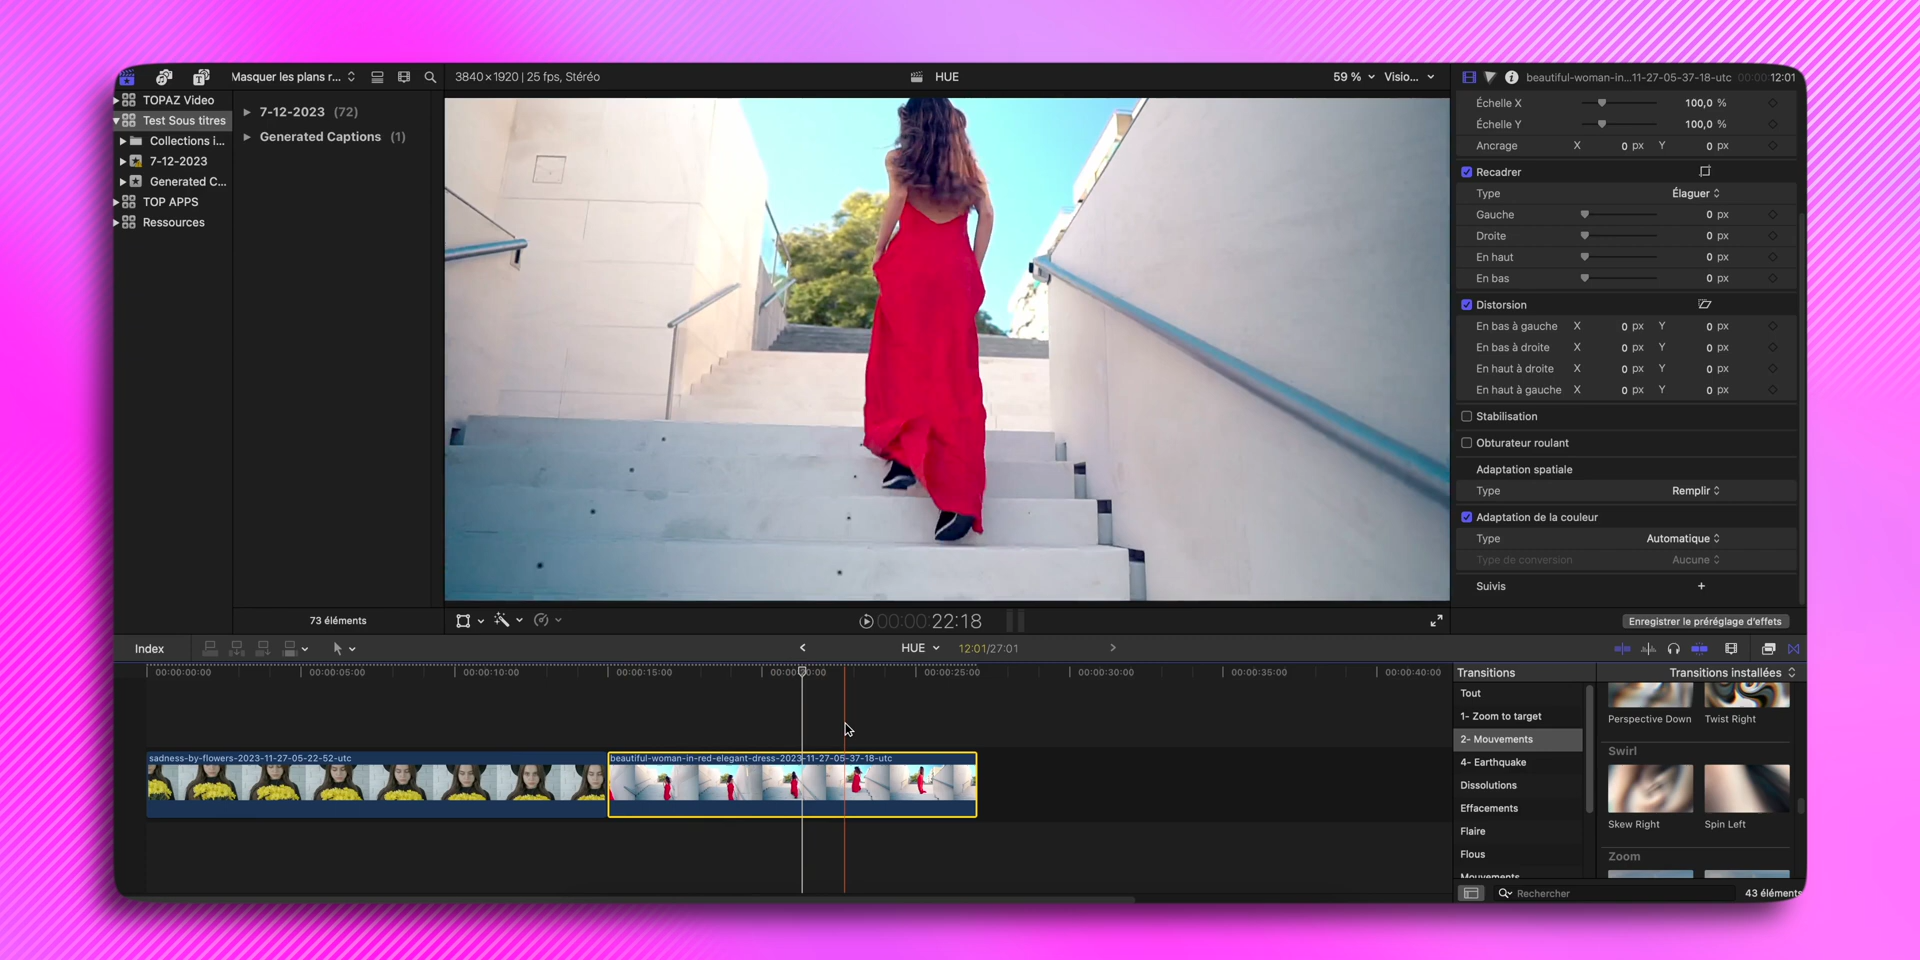 Masquer les plans r...
3840×1920 | 25 fps, Stéréo
HUE
59 %
Visio...
beautiful-woman-in...11-27-05-37-18-utc
00:00:12:01
TOPAZ Video
Test Sous titres
Collections i...
7-12-2023
Generated C...
TOP APPS
Ressources
7-12-2023 (72)
Generated Captions (1)
73 éléments
Échelle X 100,0 %
Échelle Y 100,0 %
Ancrage X 0 px Y 0 px
Recadrer
Type Élaguer
Gauche 0 px
Droite 0 px
En haut 0 px
En bas 0 px
Distorsion
En bas à gauche X 0 px Y 0 px
En bas à droite X 0 px Y 0 px
En haut à droite X 0 px Y 0 px
En haut à gauche X 0 px Y 0 px
Stabilisation
Obturateur roulant
Adaptation spatiale
Type Remplir
Adaptation de la couleur
Type Automatique
Type de conversion Aucune
Suivis +
00:00:22:18
Enregistrer le préréglage d'effets
Index
HUE
12:01/27:01
00:00:00:00
00:00:05:00
00:00:10:00
00:00:15:00
00:00:25:00
00:00:30:00
00:00:35:00
00:00:40:00
sadness-by-flowers-2023-11-27-05-22-52-utc
beautiful-woman-in-red-elegant-dress-2023-11-27-05-37-18-utc
Transitions
Transitions installées
Tout
1- Zoom to target
2- Mouvements
4- Earthquake
Dissolutions
Effacements
Flaire
Flous
Mouvements
Perspective Down
Twist Right
Swirl
Skew Right
Spin Left
Zoom
Rechercher
43 éléments